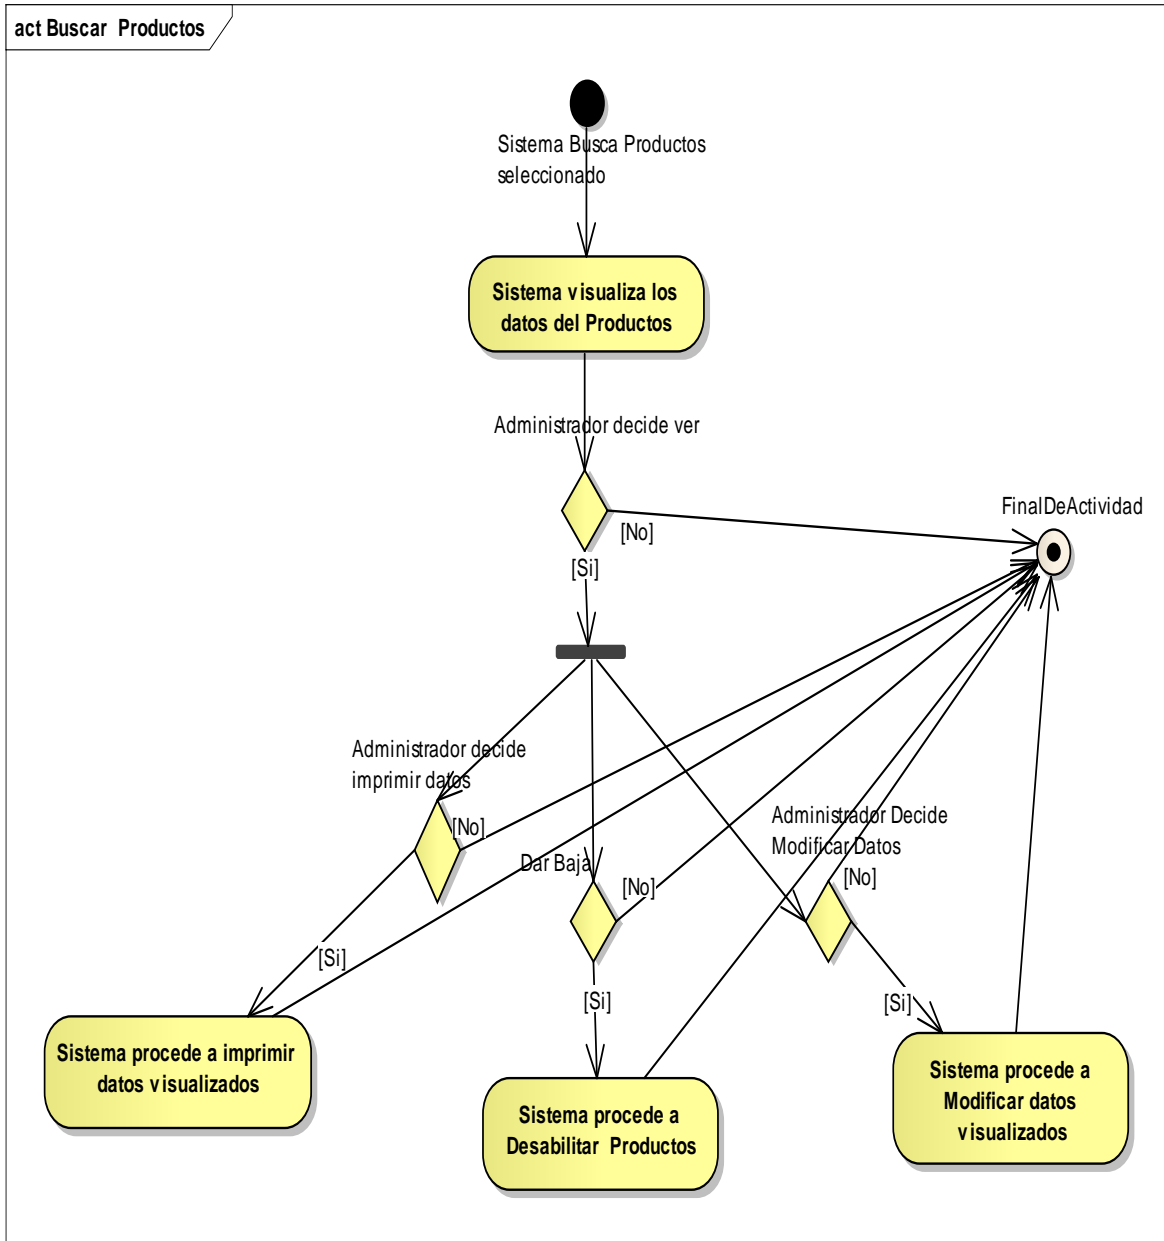 act Buscar Productos
Sistema Busca Productos
seleccionado
Sistema visualiza los
datos del Productos
Administrador decide ver
FinalDeActividad
[No]
[Si]
Administrador decide
imprimir datos
[No]
Administrador Decide
Modificar Datos
Dar Baja
[No]
[No]
[Si]
[Si]
[Si]
Sistema procede a imprimir
datos visualizados
Sistema procede a
Desabilitar Productos
Sistema procede a
Modificar datos
visualizados